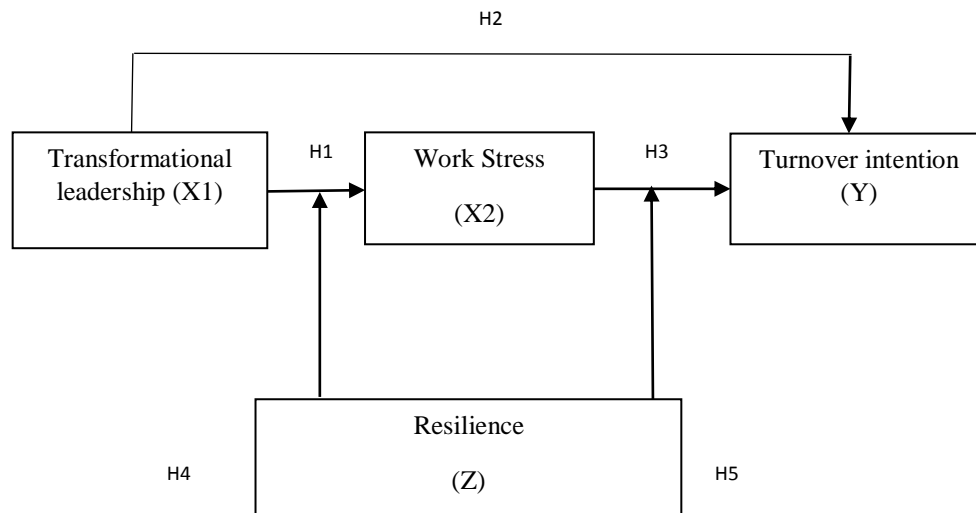 H2
Transformational
leadership (X1)
H1
Work Stress
(X2)
H3
Turnover intention
(Y)
Resilience
(Z)
H4
H5